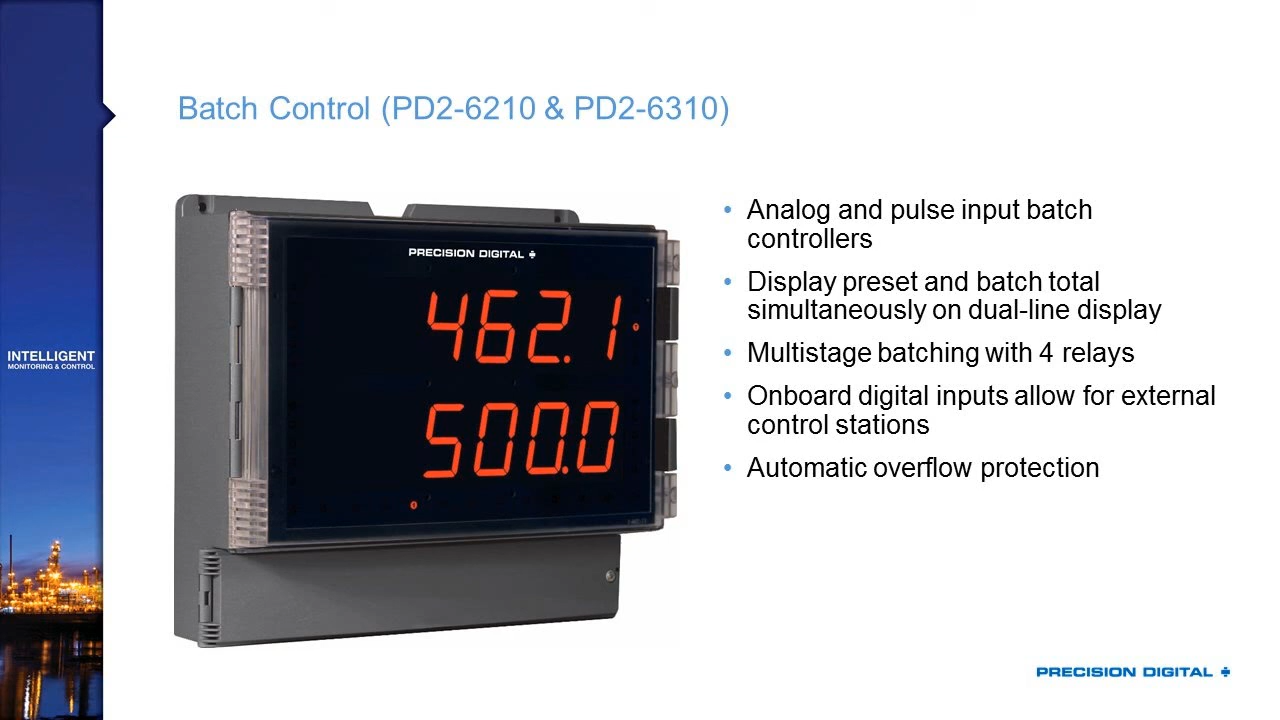 Batch Control (PD2-6210 & PD2-6310)
INTELLIGENT
MONITORING & CONTROL
PRECISION DIGITAL
462.1
500.0
• Analog and pulse input batch
controllers
• Display preset and batch total
simultaneously on dual-line display
• Multistage batching with 4 relays
• Onboard digital inputs allow for external
control stations
• Automatic overflow protection
PRECISION DIGITAL